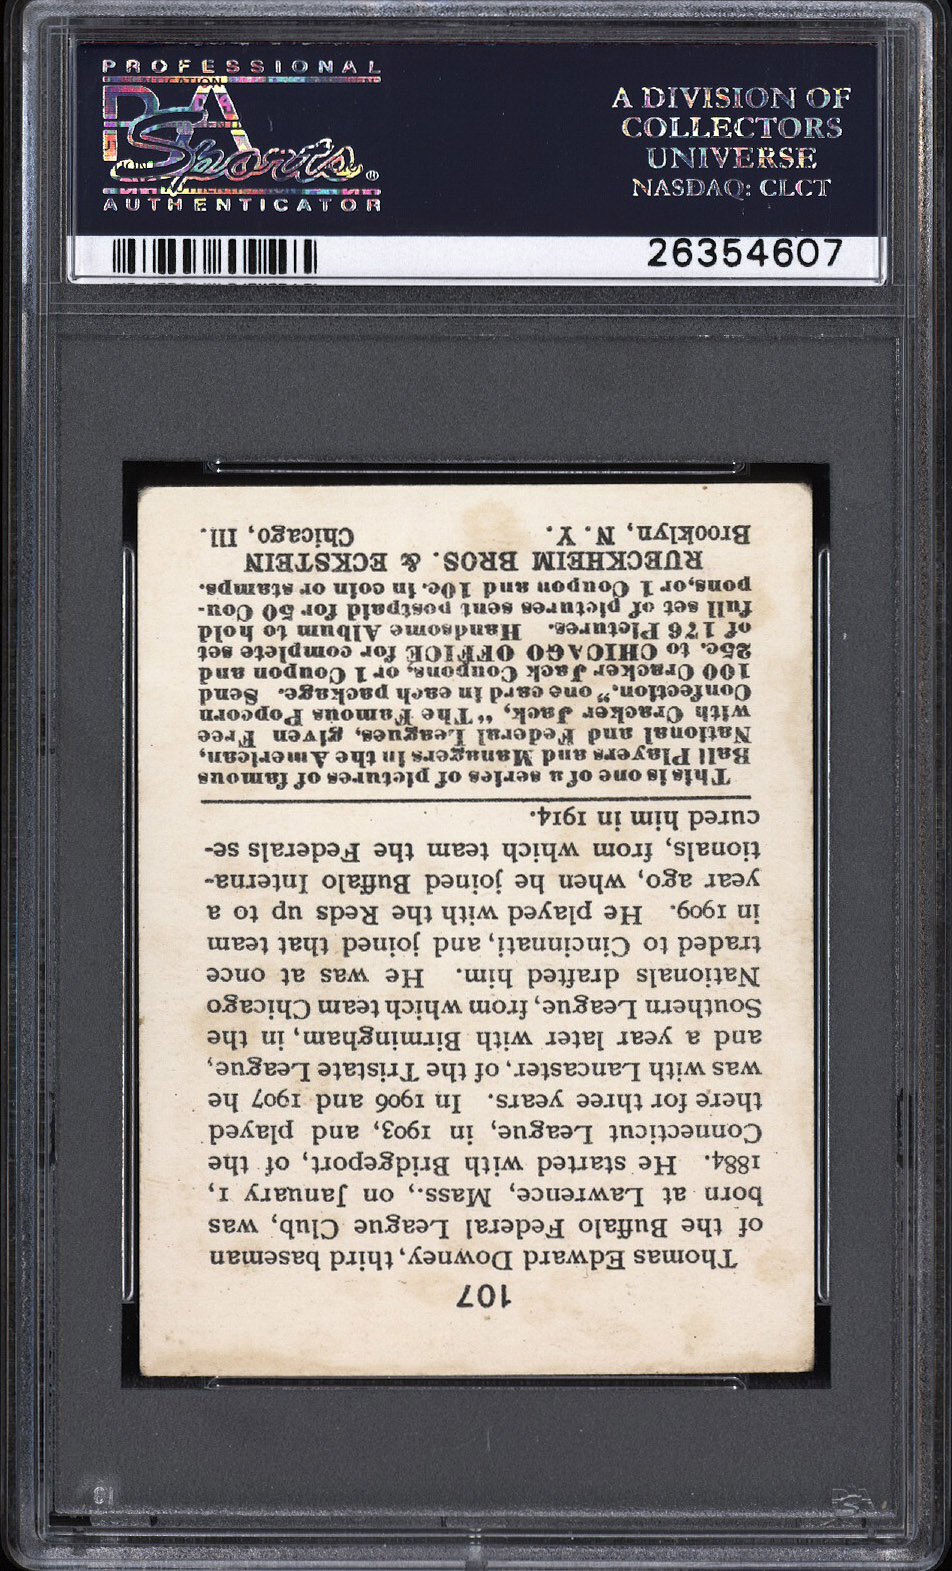 PROFESSIONAL
PSA
Sports®
AUTHENTICATOR
A DIVISION OF
COLLECTORS
UNIVERSE
NASDAQ: CLCT
26354607
107
Thomas Edward Downey, third baseman
of the Buffalo Federal League Club, was
born at Lawrence, Mass., on January 1,
1884. He started with Bridgeport, of the
Connecticut League, in 1903, and played
there for three years. In 1906 and 1907 he
was with Lancaster, of the Tristate League,
and a year later with Birmingham, in the
Southern League, from which team Chicago
Nationals drafted him. He was at once
traded to Cincinnati, and joined that team
in 1909. He played with the Reds up to a
year ago, when he joined Buffalo Interna-
tionals, from which team the Federals se-
cured him in 1914.
This is one of a series of pictures of famous
Ball Players and Managers in the American,
National and Federal Leagues, given Free
with Cracker Jack, "The Famous Popcorn
Confection," one card in each package. Send
100 Cracker Jack Coupons, or 1 Coupon and
25c. to CHICAGO OFFICE for complete set
of 176 Pictures. Handsome Album to hold
full set of pictures sent postpaid for 50 Cou-
pons, or 1 Coupon and 10c. in coin or stamps.
RUECKHEIM BROS. & ECKSTEIN
Brooklyn, N. Y. Chicago, Ill.